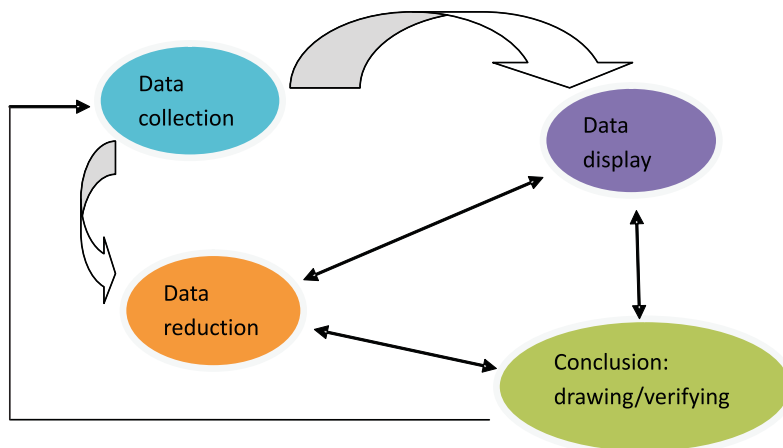 Data
collection
Data
display
Data
reduction
Conclusion:
drawing/verifying